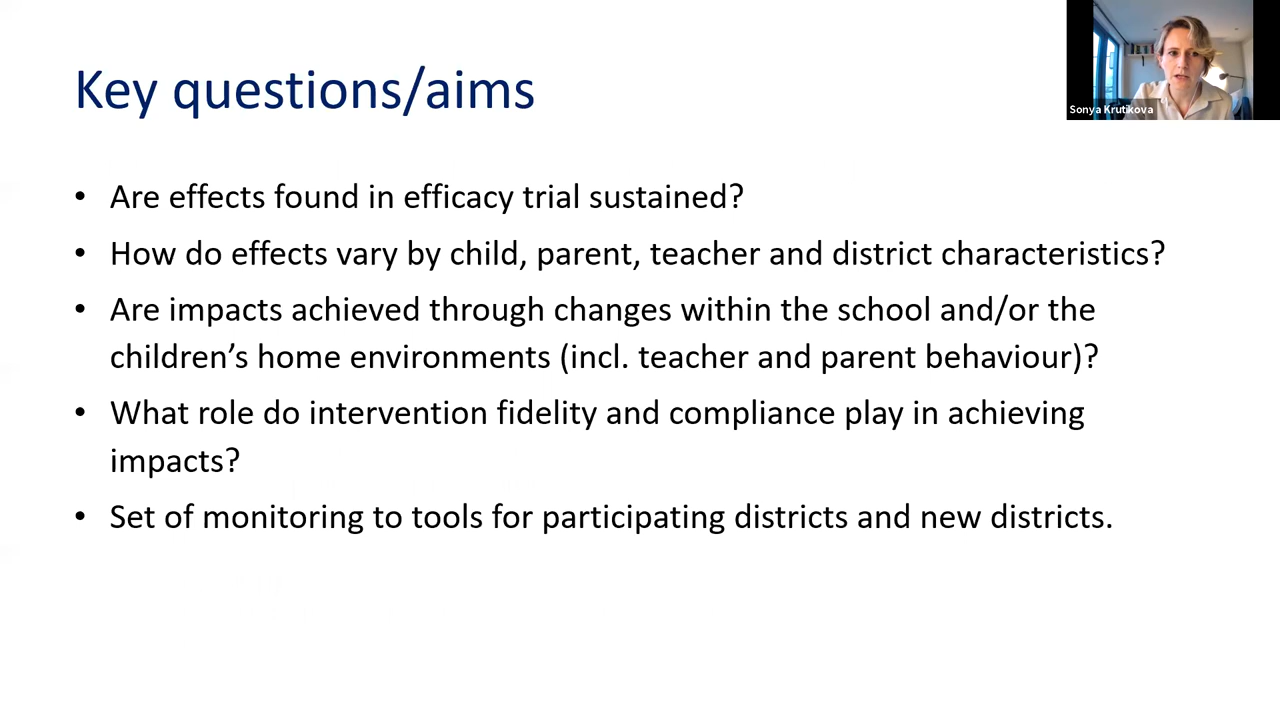 Key questions/aims
Sonya Krutikova
• Are effects found in efficacy trial sustained?
• How do effects vary by child, parent, teacher and district characteristics?
• Are impacts achieved through changes within the school and/or the
children’s home environments (incl. teacher and parent behaviour)?
• What role do intervention fidelity and compliance play in achieving
impacts?
• Set of monitoring to tools for participating districts and new districts.